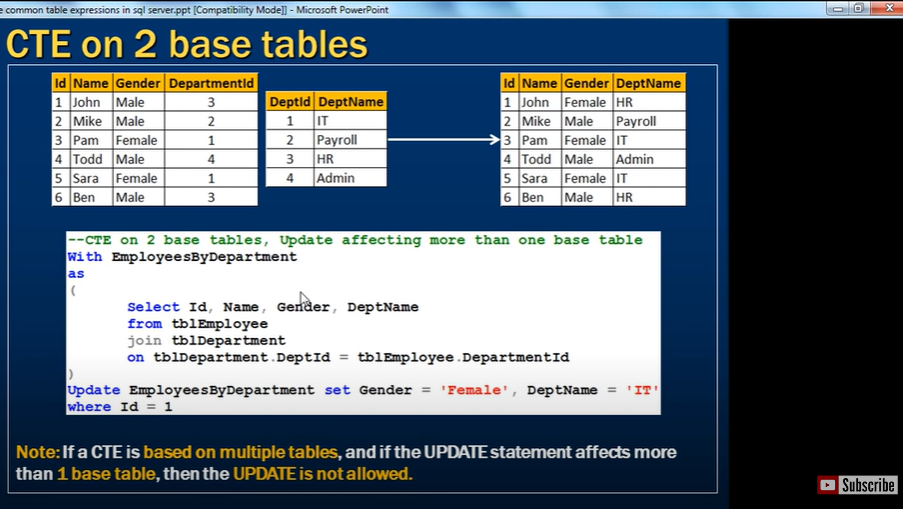 e common table expressions in sql server.ppt [Compatibility Mode]] - Microsoft PowerPoint
CTE on 2 base tables
Id Name Gender DepartmentId
1 John Male 3
2 Mike Male 2
3 Pam Female 1
4 Todd Male 4
5 Sara Female 1
6 Ben Male 3
DeptId DeptName
1 IT
2 Payroll
3 HR
4 Admin
Id Name Gender DeptName
1 John Female HR
2 Mike Male Payroll
3 Pam Female IT
4 Todd Male Admin
5 Sara Female IT
6 Ben Male HR
--CTE on 2 base tables, Update affecting more than one base table
With EmployeesByDepartment
as
(
Select Id, Name, Gender, DeptName
from tblEmployee
join tblDepartment
on tblDepartment.DeptId = tblEmployee.DepartmentId
)
Update EmployeesByDepartment set Gender = 'Female', DeptName = 'IT'
where Id = 1
Note: If a CTE is based on multiple tables, and if the UPDATE statement affects more
than 1 base table, then the UPDATE is not allowed.
Subscribe